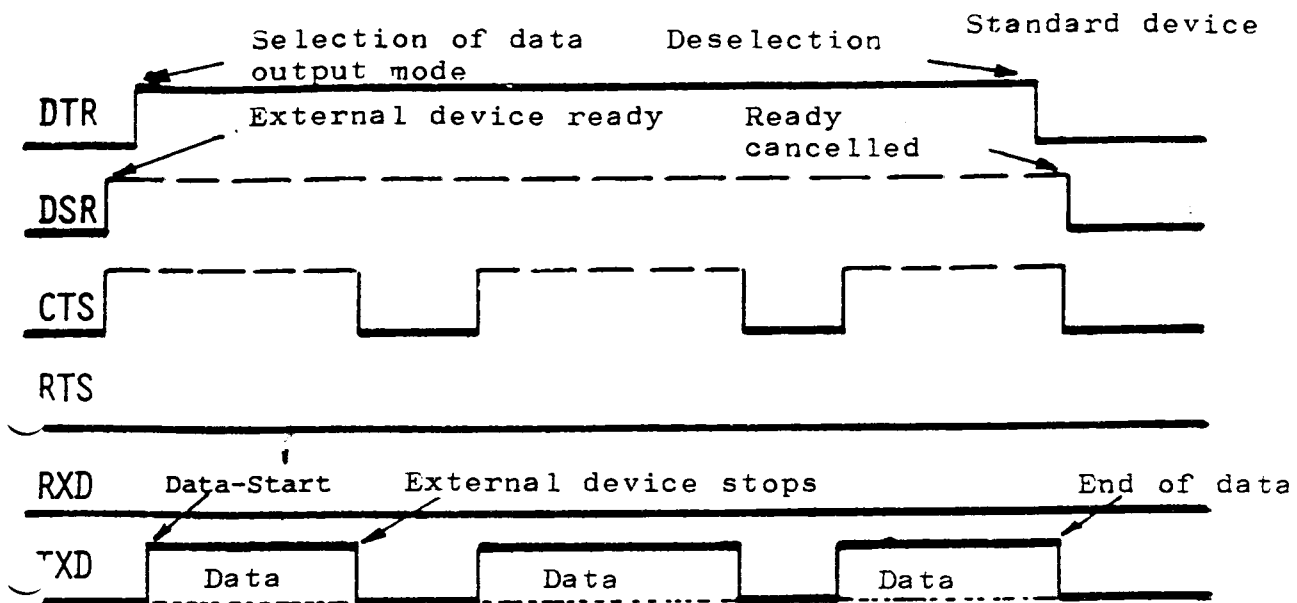 Standard device
Selection of data
output mode
Deselection
DTR
External device ready
Ready
cancelled
DSR
CTS
RTS
RXD
Data-Start
External device stops
End of data
TXD
Data
Data
Data